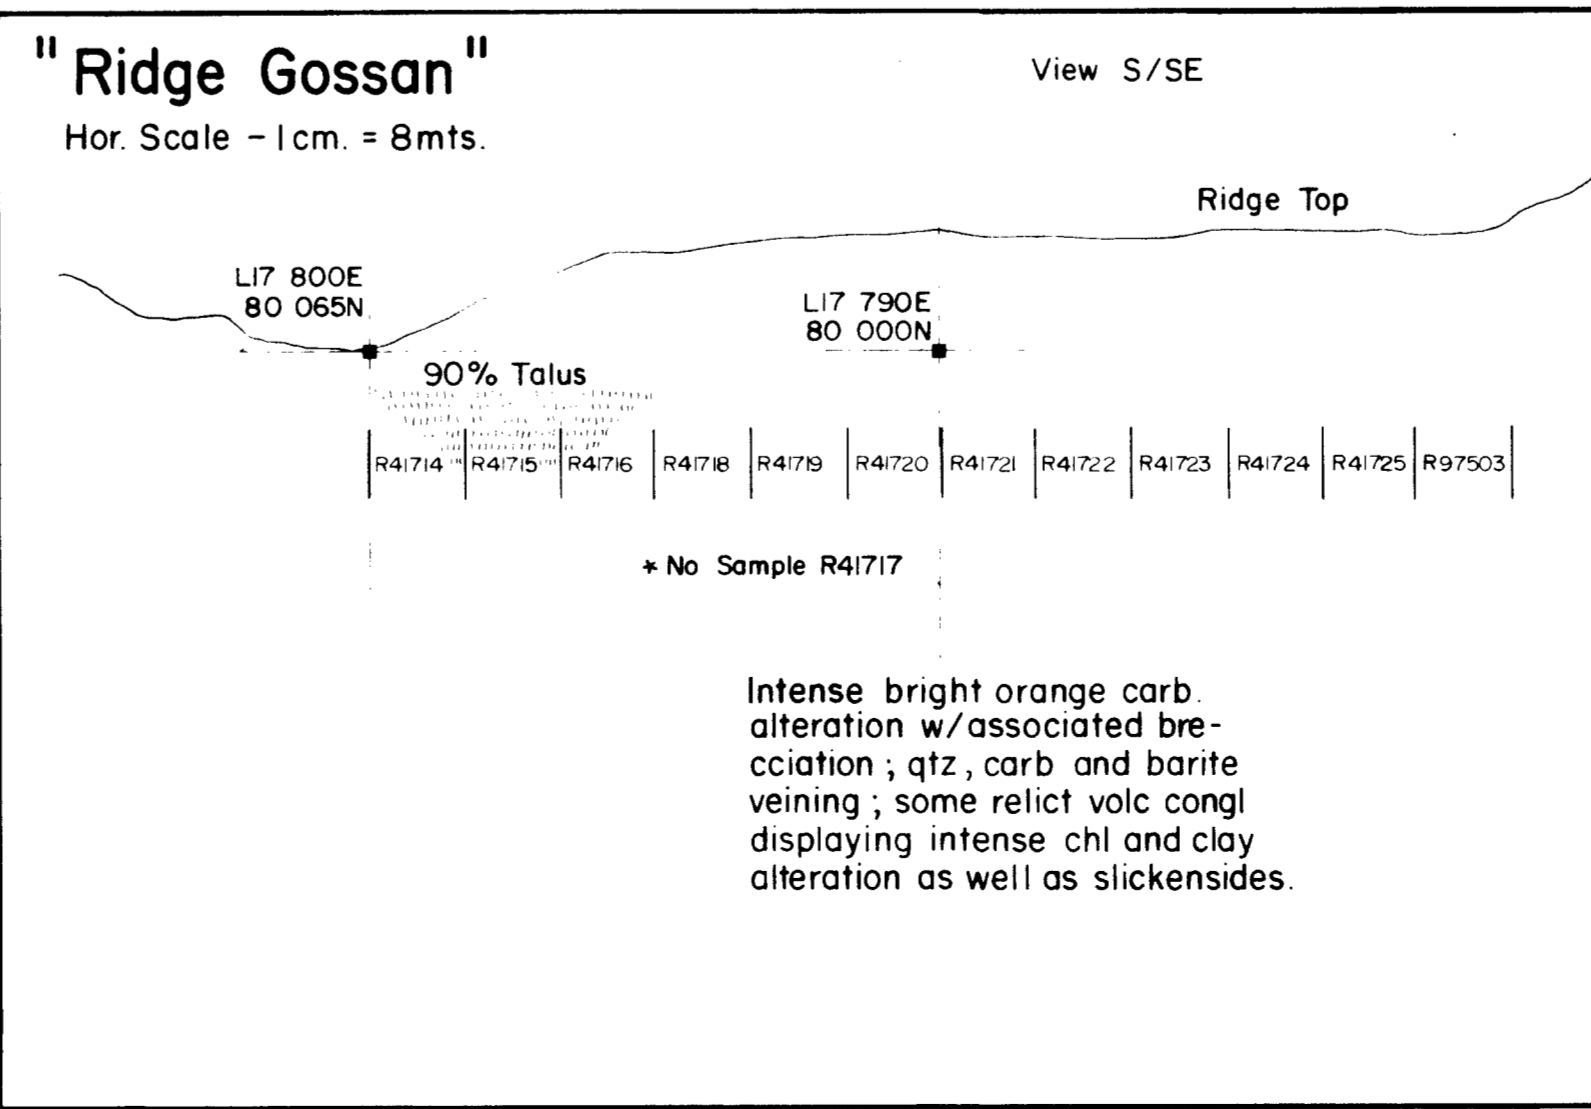 "Ridge Gossan"
View S/SE
Hor. Scale - 1cm. = 8mts.
Ridge Top
L17 800E
80 065N
L17 790E
80 000N
90% Talus
R41714 R41715 R41716 R41718 R41719 R41720 R41721 R41722 R41723 R41724 R41725 R97503
* No Sample R41717
Intense bright orange carb.
alteration w/associated bre-
cciation ; qtz, carb and barite
veining ; some relict volc congl
displaying intense chl and clay
alteration as well as slickensides.